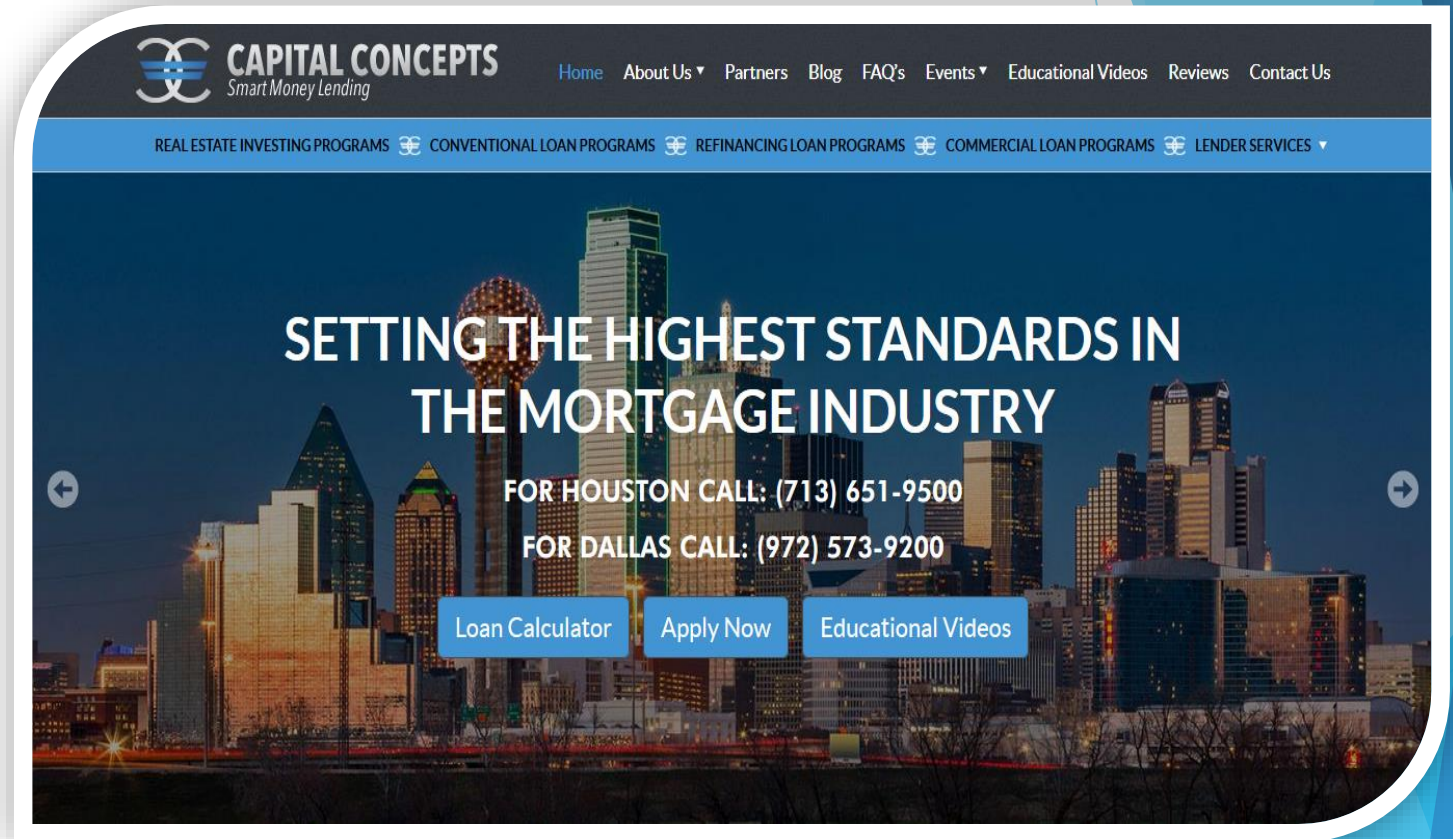 CAPITAL CONCEPTS
Smart Money Lending
Home About Us ▼ Partners Blog FAQ's Events ▼ Educational Videos Reviews Contact Us
REAL ESTATE INVESTING PROGRAMS CONVENTIONAL LOAN PROGRAMS REFINANCING LOAN PROGRAMS COMMERCIAL LOAN PROGRAMS LENDER SERVICES ▼
SETTING THE HIGHEST STANDARDS IN
THE MORTGAGE INDUSTRY
FOR HOUSTON CALL: (713) 651-9500
FOR DALLAS CALL: (972) 573-9200
Loan Calculator Apply Now Educational Videos